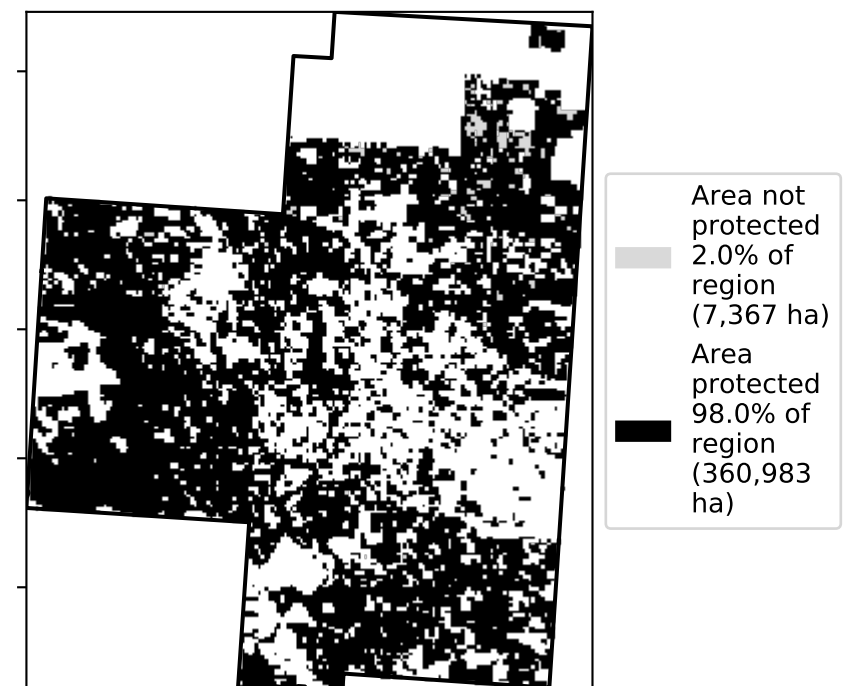 Area not
protected
2.0% of
region
(7,367 ha)
Area
protected
98.0% of
region
(360,983
ha)